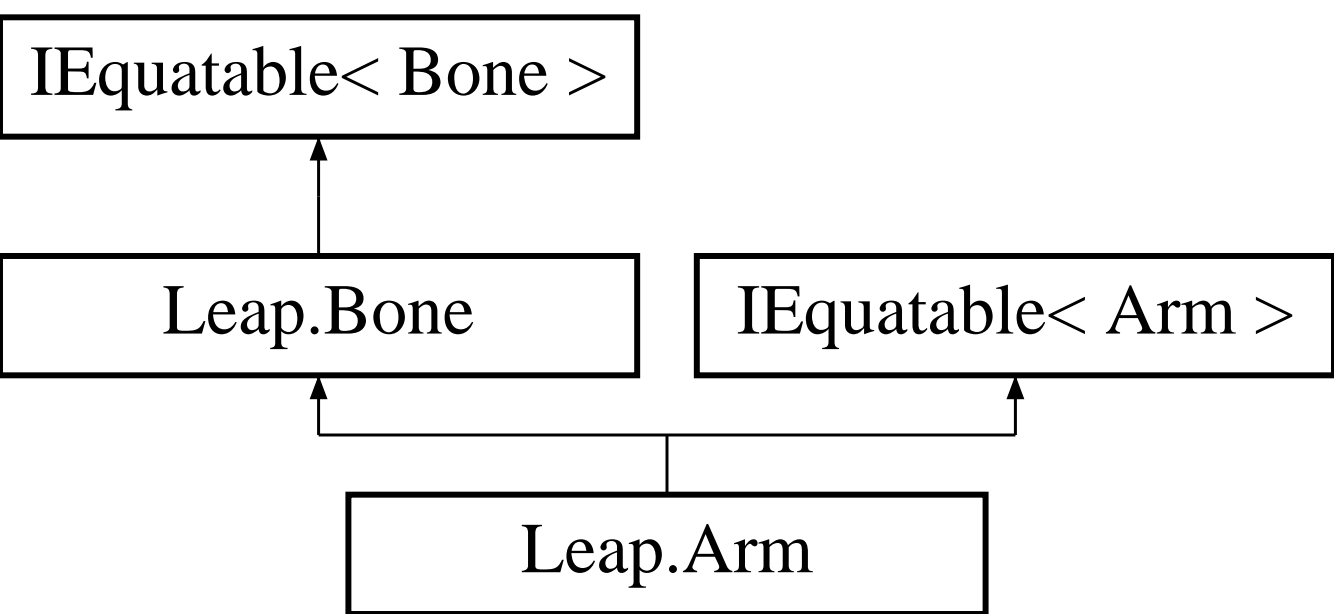 IEquatable< Bone >
Leap.Bone
IEquatable< Arm >
Leap.Arm